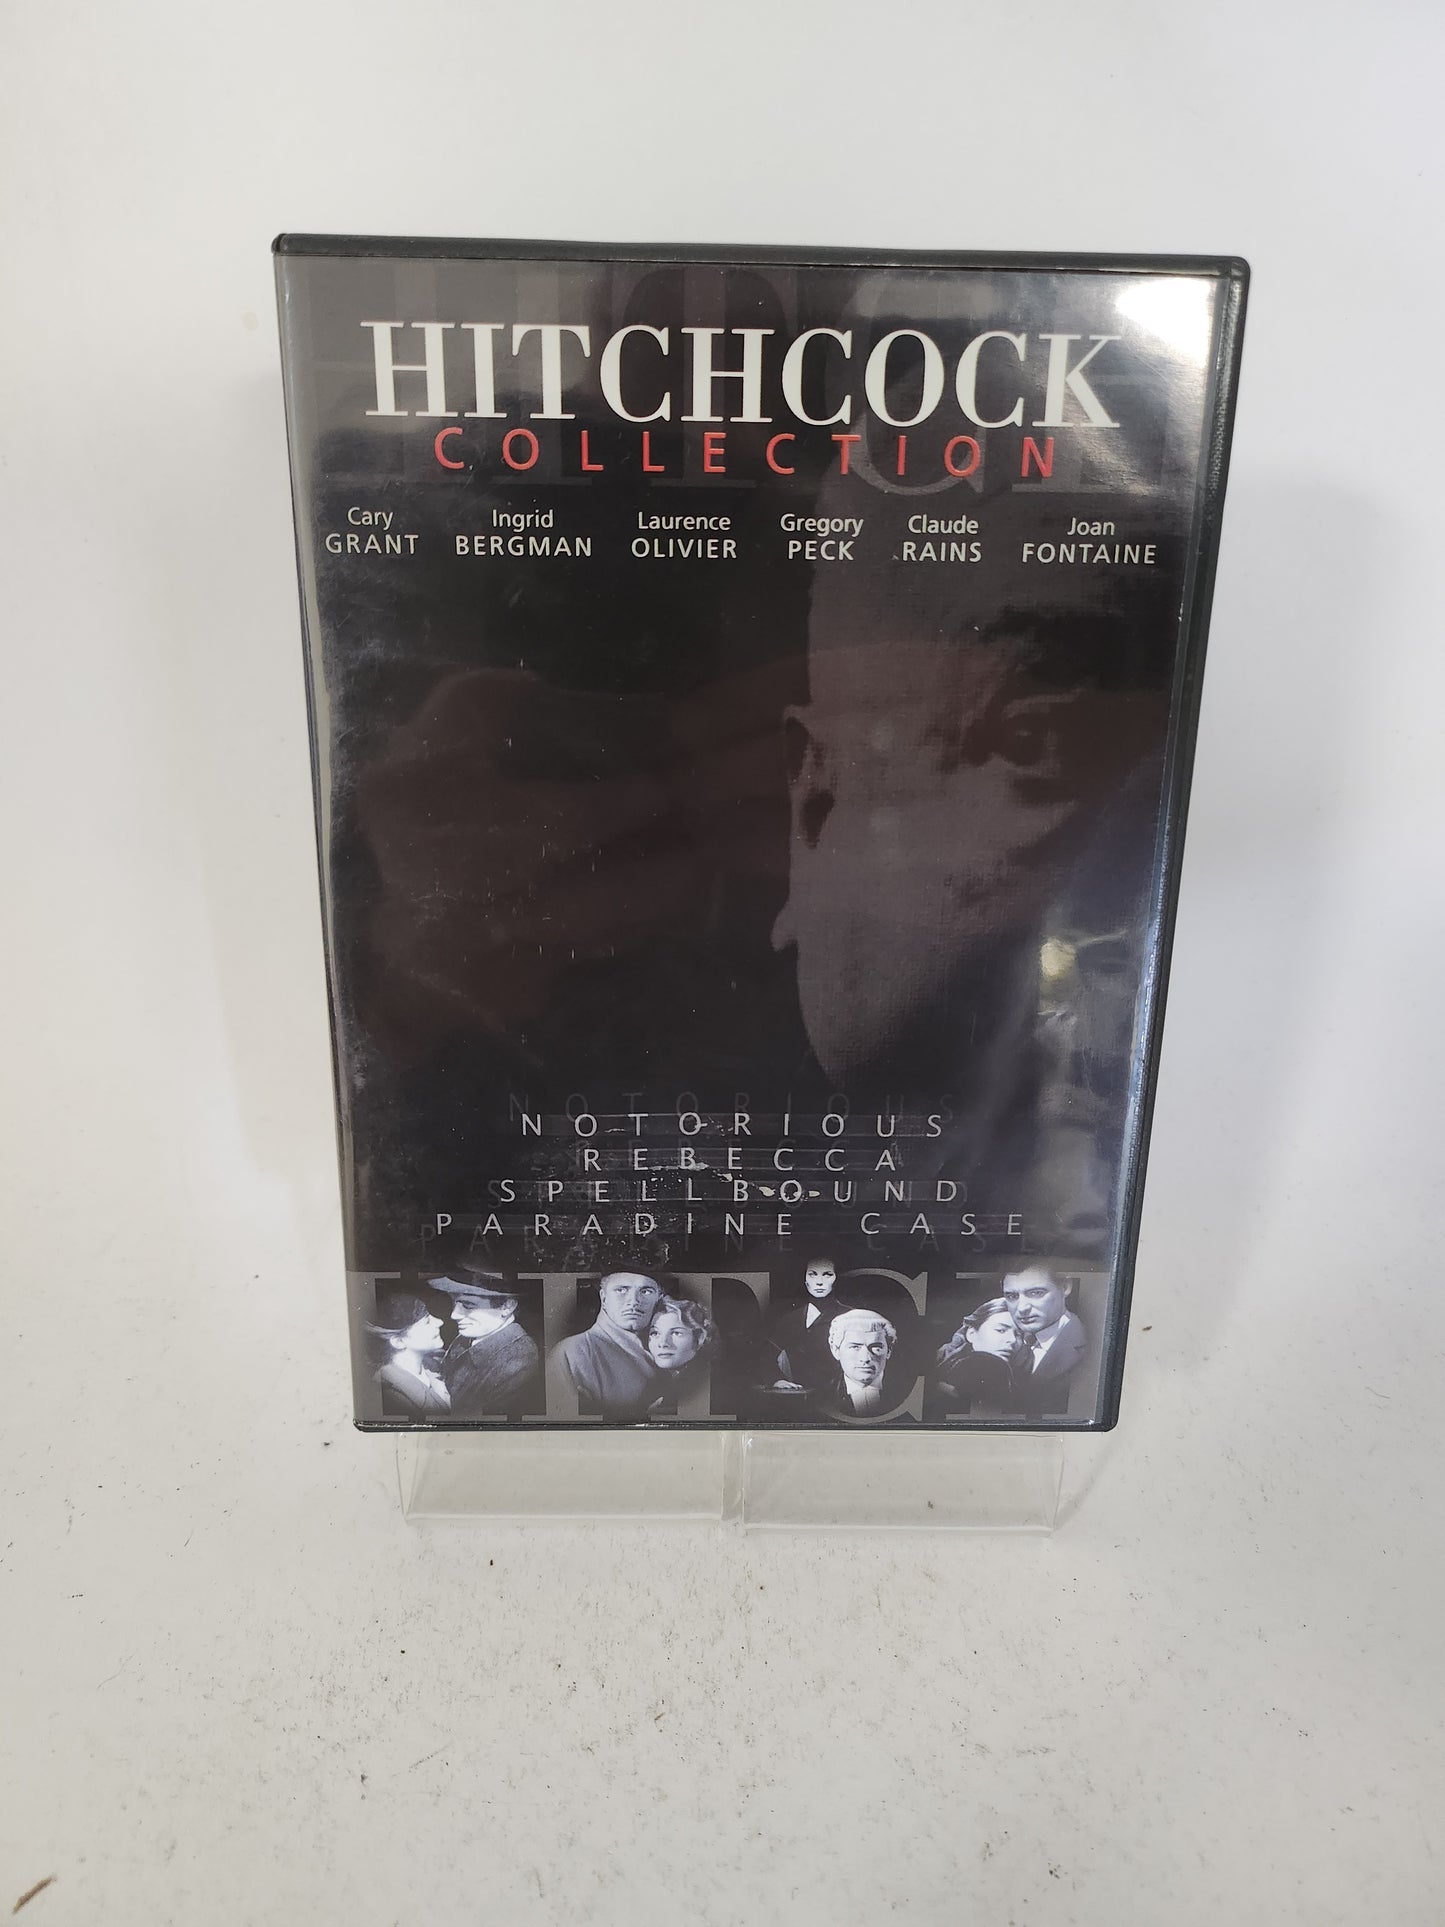 HITCHCOCK
COLLECTION
Cary Ingrid Laurence Gregory Claude Joan
GRANT BERGMAN OLIVIER PECK RAINS FONTAINE
NOTORIOUS
REBECCA
SPELLBOUND
PARADINE CASE
HITCH